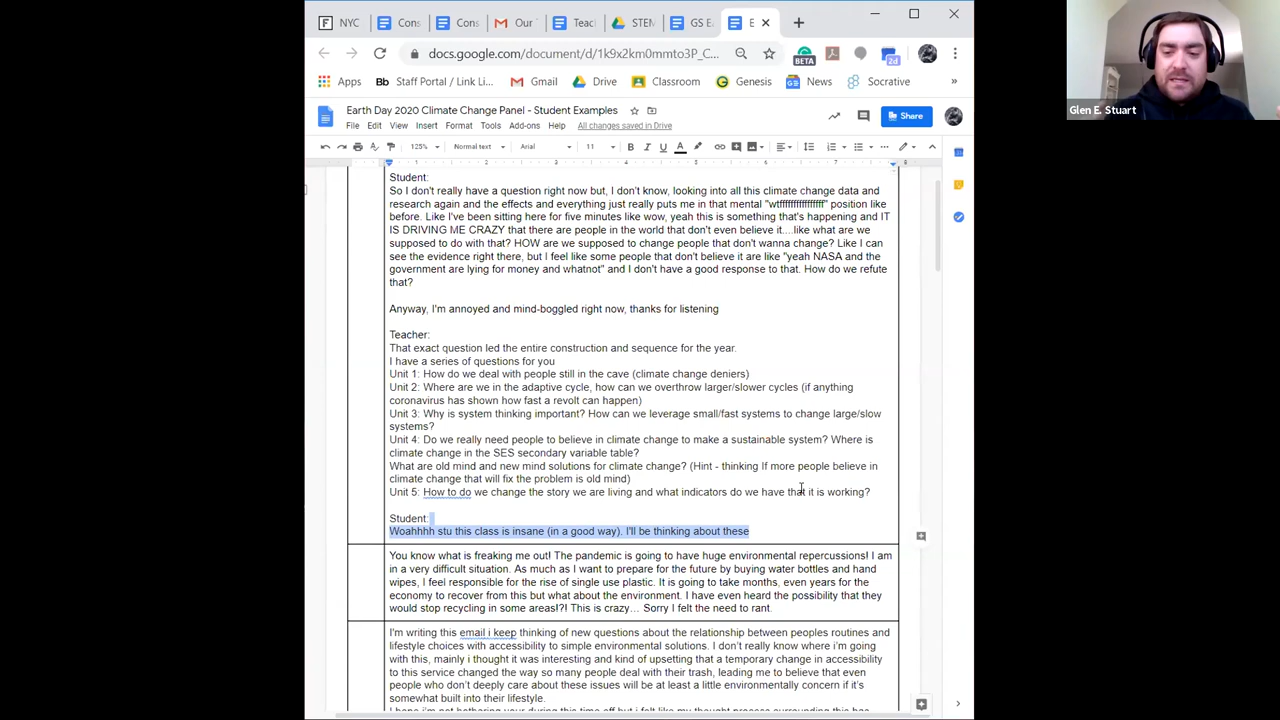 NYC
Cons
Cons
Our
Teac
STEM
GS E
E
docs.google.com/document/d/1k9x2km0mmto3P_C...
BETA
2d
Apps
Bb Staff Portal / Link Li...
Gmail
Drive
Classroom
Genesis
News
Socrative
»
Glen E. Stuart
Earth Day 2020 Climate Change Panel - Student Examples
File Edit View Insert Format Tools Add-ons Help All changes saved in Drive
Share
125% Normal text Arial 11 B I U A
Student:
So I don't really have a question right now but, I don't know, looking into all this climate change data and
research again and the effects and everything just really puts me in that mental "wtffffffffffffffff" position like
before. Like I've been sitting here for five minutes like wow, yeah this is something that's happening and IT
IS DRIVING ME CRAZY that there are people in the world that don't even believe it....like what are we
supposed to do with that? HOW are we supposed to change people that don't wanna change? Like I can
see the evidence right there, but I feel like some people that don't believe it are like "yeah NASA and the
government are lying for money and whatnot" and I don't have a good response to that. How do we refute
that?
Anyway, I'm annoyed and mind-boggled right now, thanks for listening
Teacher:
That exact question led the entire construction and sequence for the year.
I have a series of questions for you
Unit 1: How do we deal with people still in the cave (climate change deniers)
Unit 2: Where are we in the adaptive cycle, how can we overthrow larger/slower cycles (if anything
coronavirus has shown how fast a revolt can happen)
Unit 3: Why is system thinking important? How can we leverage small/fast systems to change large/slow
systems?
Unit 4: Do we really need people to believe in climate change to make a sustainable system? Where is
climate change in the SES secondary variable table?
What are old mind and new mind solutions for climate change? (Hint - thinking If more people believe in
climate change that will fix the problem is old mind)
Unit 5: How to do we change the story we are living and what indicators do we have that it is working?
Student:
Woahhhh stu this class is insane (in a good way). I'll be thinking about these
You know what is freaking me out! The pandemic is going to have huge environmental repercussions! I am
in a very difficult situation. As much as I want to prepare for the future by buying water bottles and hand
wipes, I feel responsible for the rise of single use plastic. It is going to take months, even years for the
economy to recover from this but what about the environment. I have even heard the possibility that they
would stop recycling in some areas!?! This is crazy… Sorry I felt the need to rant.
I'm writing this email i keep thinking of new questions about the relationship between peoples routines and
lifestyle choices with accessibility to simple environmental solutions. I don't really know where i'm going
with this, mainly i thought it was interesting and kind of upsetting that a temporary change in accessibility
to this service changed the way so many people deal with their trash, leading me to believe that even
people who don't deeply care about these issues will be at least a little environmentally concern if it's
somewhat built into their lifestyle.